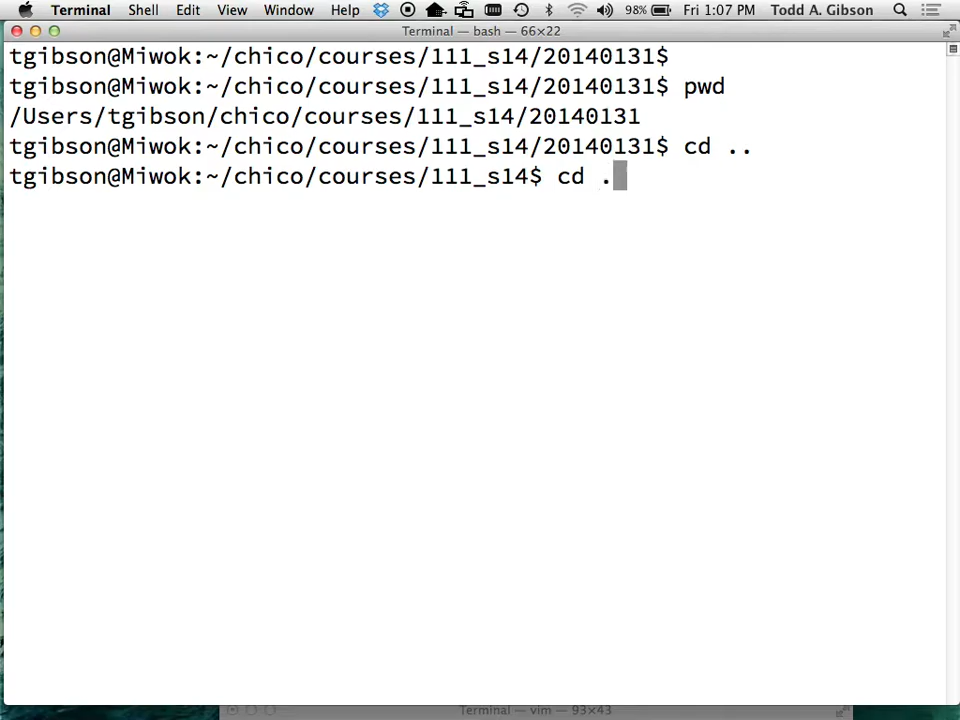 Terminal Shell Edit View Window Help 98% Fri 1:07 PM Todd A. Gibson
Terminal — bash — 66×22
tgibson@Miwok:~/chico/courses/111_s14/20140131$
tgibson@Miwok:~/chico/courses/111_s14/20140131$ pwd
/Users/tgibson/chico/courses/111_s14/20140131
tgibson@Miwok:~/chico/courses/111_s14/20140131$ cd ..
tgibson@Miwok:~/chico/courses/111_s14$ cd .
Terminal — vim — 93×43